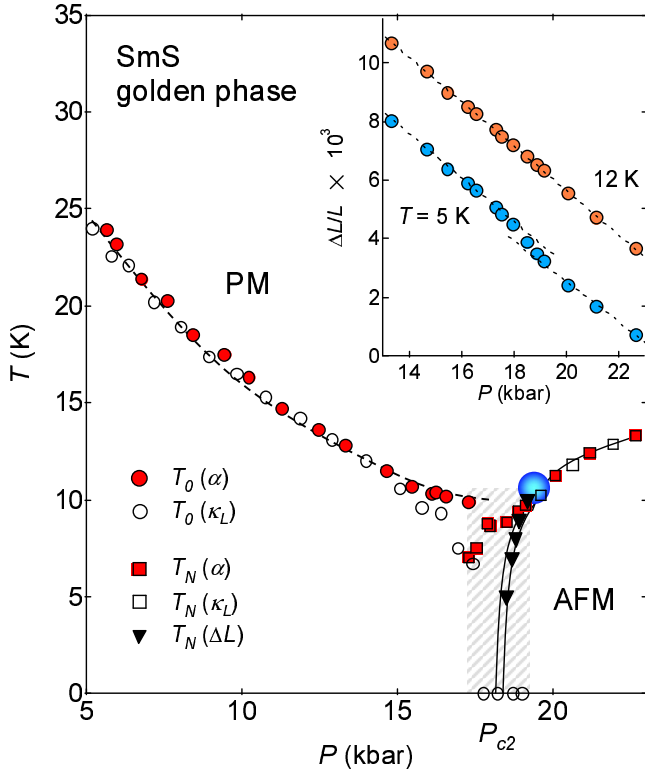 SmS
golden phase
PM
AFM
T (K)
35
30
25
20
15
10
5
0
5
10
15
20
P (kbar)
P_{c2}
T_0 (α)
T_0 (κ_L)
T_N (α)
T_N (κ_L)
T_N (ΔL)
ΔL/L × 10^3
10
8
6
4
2
0
12 K
T = 5 K
14
16
18
20
22
P (kbar)